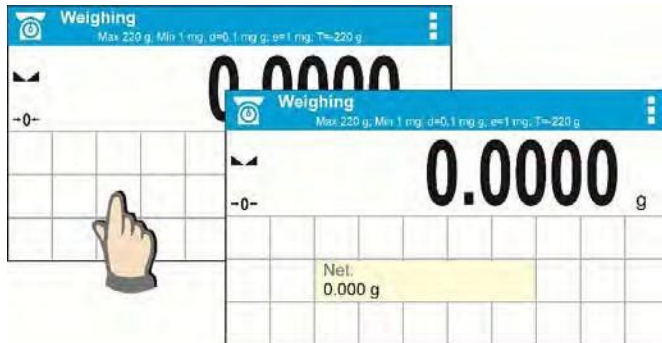 Weighing
Max 220 g; Min 1 mg; d=0.1 mg g; e=1 mg; T=-220 g
0.0000
→0←
Weighing
Max 220 g; Min 1 mg; d=0.1 mg g; e=1 mg; T=-220 g
0.0000 g
→0←
Net:
0.000 g